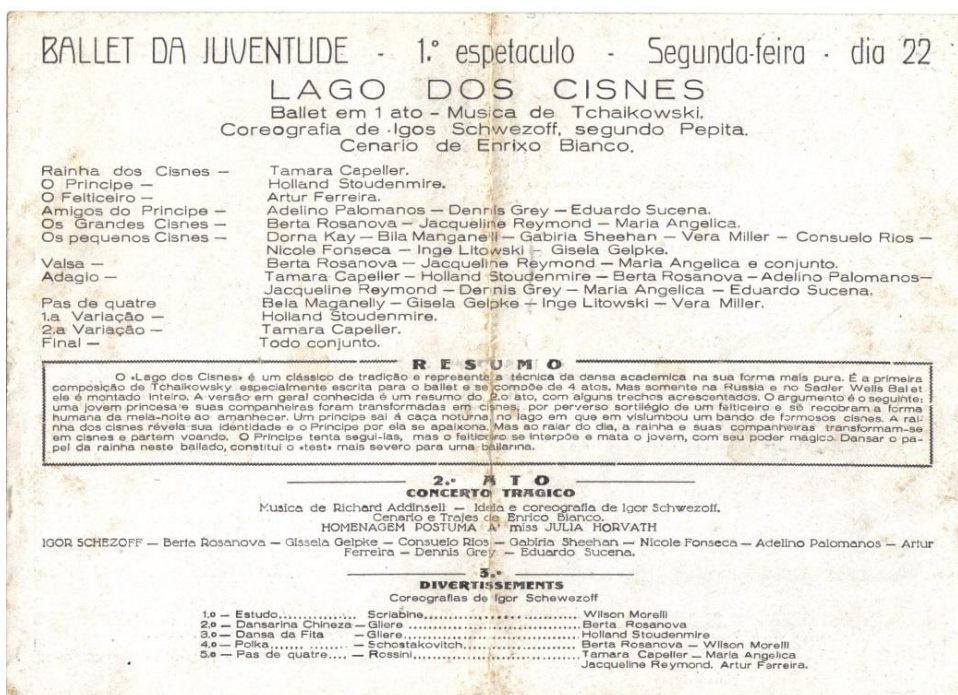 BALLET DA JUVENTUDE - 1.º espetaculo - Segunda-feira - dia 22
LAGO DOS CISNES
Ballet em 1 ato - Musica de Tchaikowski.
Coreografia de Igos Schwezoff, segundo Pepita.
Cenario de Enrixo Bianco.
Rainha dos Cisnes — Tamara Capeller.
O Principe — Holland Stoudenmire.
O Feiticeiro — Artur Ferreira.
Amigos do Principe — Adelino Palomanos — Dennis Grey — Eduardo Sucena.
Os Grandes Cisnes — Berta Rosanova — Jacqueline Reymond — Maria Angelica.
Os pequenos Cisnes — Dorna Kay — Bila Manganelli — Gabiria Sheehan — Vera Miller — Consuelo Rios —
Nicole Fonseca — Inge Litowski — Gisela Gelpke.
Valsa — Berta Rosanova — Jacqueline Reymond — Maria Angelica e conjunto.
Adagio — Tamara Capeller — Holland Stoudenmire — Berta Rosanova — Adelino Palomanos—
Jacqueline Reymond — Dennis Grey — Maria Angelica — Eduardo Sucena.
Pas de quatre Bela Maganelly — Gisela Gelpke — Inge Litowski — Vera Miller.
1.a Variação — Holland Stoudenmire.
2.a Variação — Tamara Capeller.
Final — Todo conjunto.
RESUMO
O «Lago dos Cisnes» é um clássico de tradição e representa a técnica da dansa academica na sua forma mais pura. É a primeira
composição de Tchaikowsky especialmente escrita para o ballet e se compõe de 4 atos. Mas somente na Russia e no Sadler Wells Ballet
ele é montado inteiro. A versão em geral conhecida é um resumo do 2.o ato, com alguns trechos acrescentados. O argumento é o seguinte:
uma jovem princesa e suas companheiras foram transformadas em cisnes, por perverso sortilégio de um feiticeiro e só recobram a forma
humana da meia-noite ao amanhecer. Um principe sai á caça noturna, no lago em que vislumbou um bando de formosos cisnes. A rai-
nha dos cisnes révela sua identidade e o Principe por ela se apaixona. Mas ao raiar do dia, a rainha e suas companheiras transformam-se
em cisnes e partem voando. O Principe tenta segui-las, mas o feiticeiro se interpõe e mata o jovem, com seu poder magico. Dansar o pa-
pel da rainha neste bailado, constitui o «test» mais severo para uma bailarina.
2.º ATO
CONCERTO TRAGICO
Musica de Richard Addinsell — Ideia e coreografia de Igor Schwezoff.
Cenario e Trajes de Enrico Bianco.
HOMENAGEM POSTUMA A' miss JULIA HORVATH
IGOR SCHEZOFF — Berta Rosanova — Gissela Gelpke — Consuelo Rios — Gabiria Sheehan — Nicole Fonseca — Adelino Palomanos — Artur
Ferreira — Dennis Grey — Eduardo Sucena.
3.º
DIVERTISSEMENTS
Coreografias de Igor Schewezoff
1.o — Estudo.............. Scriabine.............................. Wilson Morelli
2.o — Dansarina Chineza — Gliere .............................. Berta Rosanova
3.o — Dansa da Fita — Gliere .............................. Holland Stoudenmire
4.o — Polka.............. — Schostakovitch.............................. Berta Rosanova — Wilson Morelli
5.o — Pas de quatre.... — Rossini.............................. Tamara Capeller — Maria Angelica
Jacqueline Reymond. Artur Ferreira.